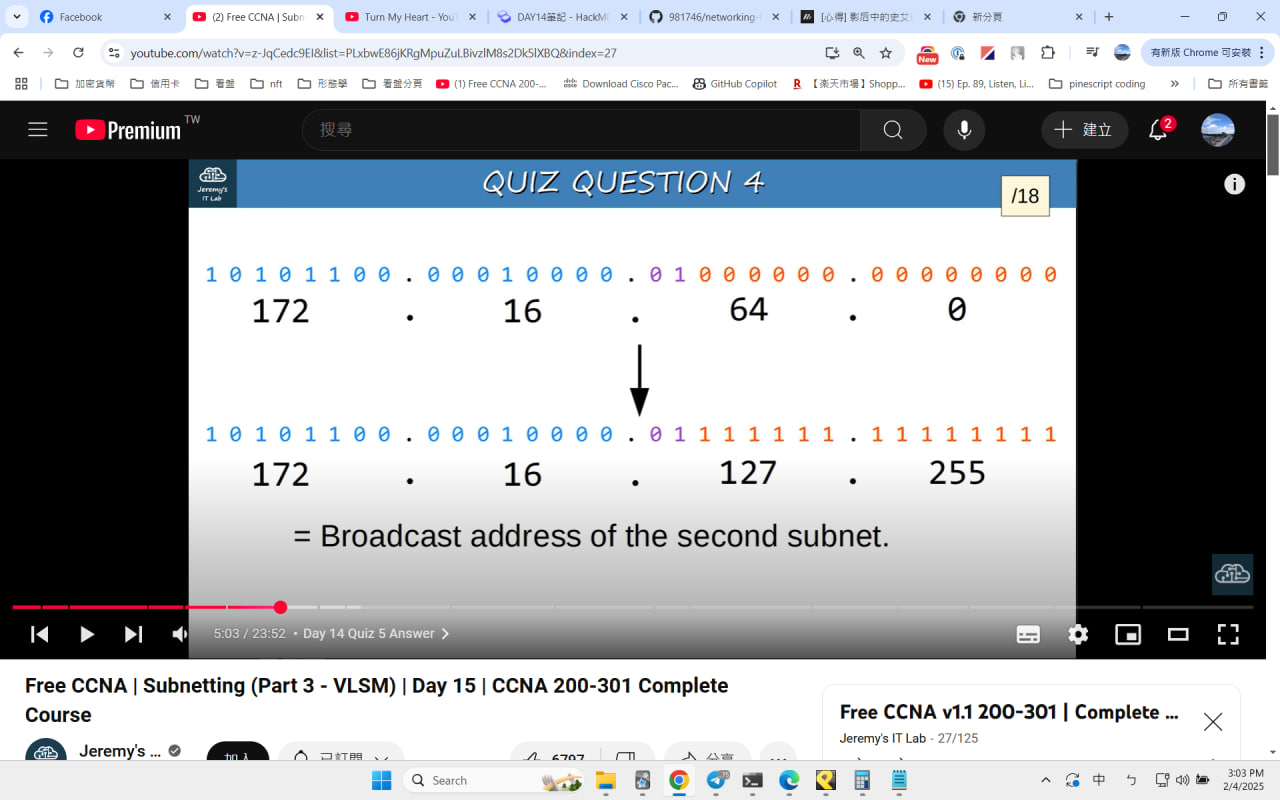 Facebook
(2) Free CCNA | Subn
Turn My Heart - YouT
DAY14筆記 - HackMD
981746/networking-
[心得] 影后中的史艾
新分頁
youtube.com/watch?v=z-JqCedc9EI&list=PLxbwE86jKRgMpuZuLBivzlM8s2Dk5lXBQ&index=27
New
有新版 Chrome 可安裝
加密貨幣
信用卡
看盤
nft
形態學
看盤分頁
(1) Free CCNA 200-...
Download Cisco Pac...
GitHub Copilot
【楽天市場】Shopp...
(15) Ep. 89, Listen, Li...
pinescript coding
所有書籤
Premium TW
搜尋
建立
2
Jeremy's
IT Lab
QUIZ QUESTION 4
/18
1 0 1 0 1 1 0 0 . 0 0 0 1 0 0 0 0 . 0 1 0 0 0 0 0 0 . 0 0 0 0 0 0 0 0
172 . 16 . 64 . 0
1 0 1 0 1 1 0 0 . 0 0 0 1 0 0 0 0 . 0 1 1 1 1 1 1 1 . 1 1 1 1 1 1 1 1
172 . 16 . 127 . 255
= Broadcast address of the second subnet.
5:03 / 23:52 • Day 14 Quiz 5 Answer
Free CCNA | Subnetting (Part 3 - VLSM) | Day 15 | CCNA 200-301 Complete
Course
Free CCNA v1.1 200-301 | Complete ...
Jeremy's IT Lab - 27/125
Jeremy's ...
加入
已訂閱
6797
分享
Search
75
中
3:03 PM
2/4/2025